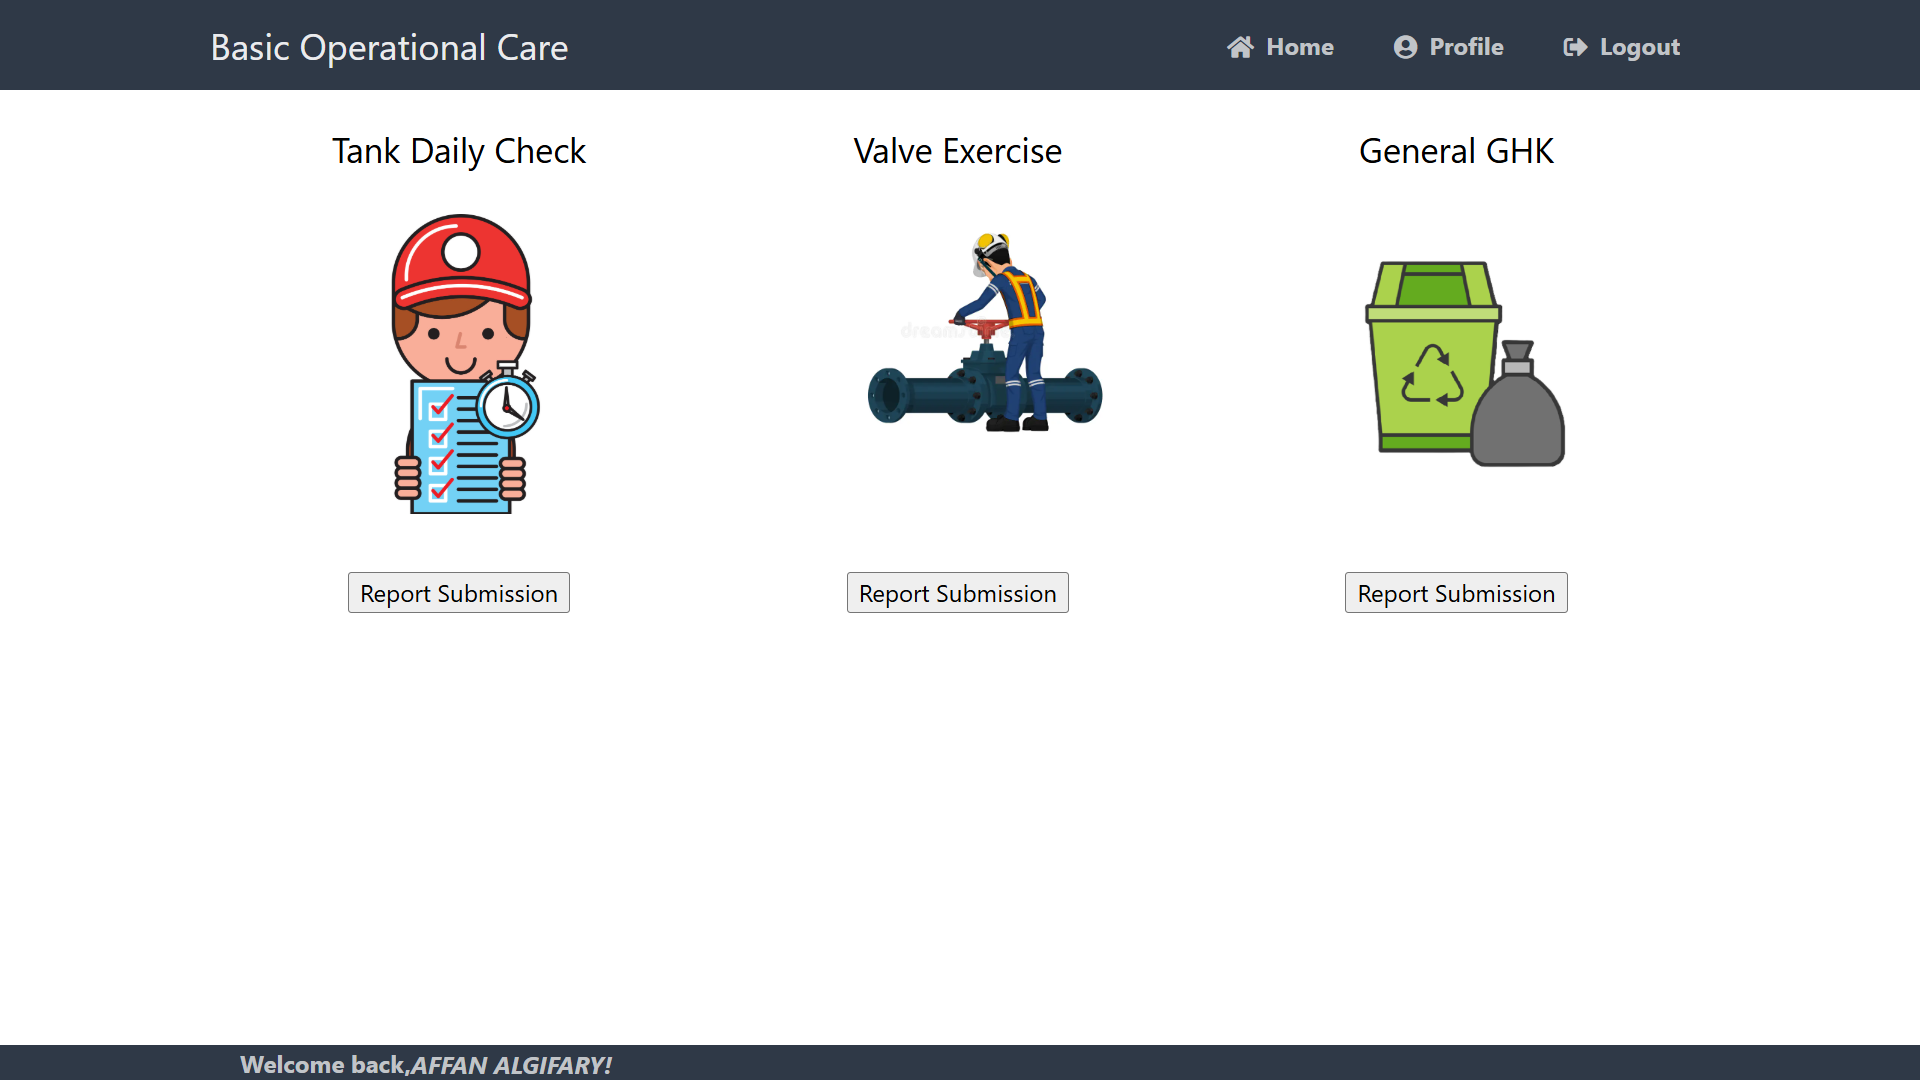 Basic Operational Care
Home Profile Logout
Tank Daily Check
Valve Exercise
General GHK
Report Submission
Report Submission
Report Submission
Welcome back,AFFAN ALGIFARY!